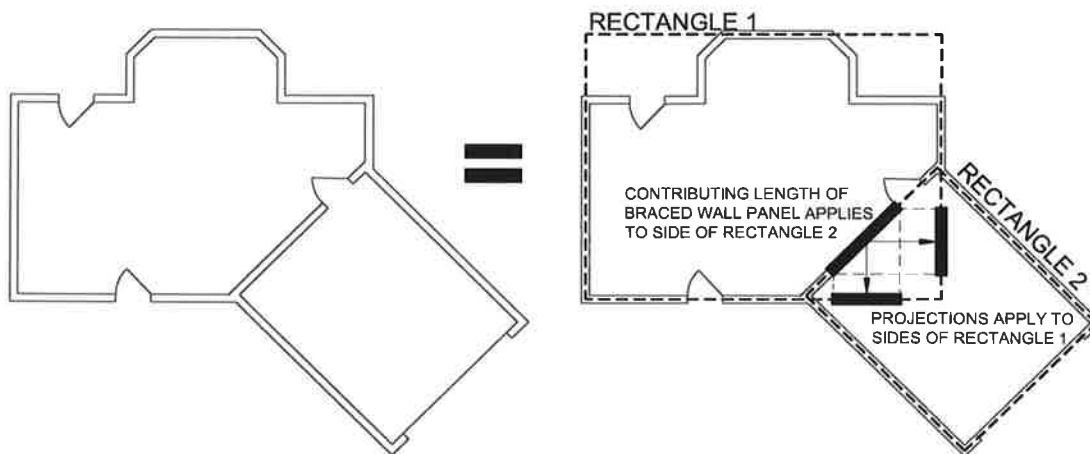 RECTANGLE 1
CONTRIBUTING LENGTH OF
BRACED WALL PANEL APPLIES
TO SIDE OF RECTANGLE 2
RECTANGLE 2
PROJECTIONS APPLY TO
SIDES OF RECTANGLE 1